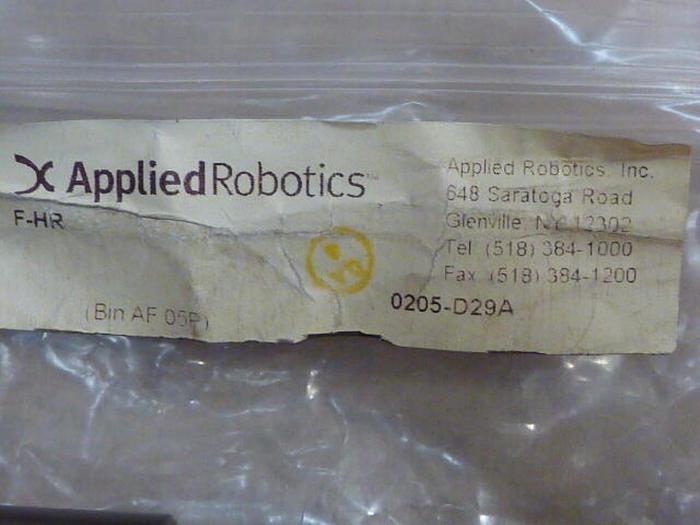 Applied Robotics™
F-HR
(Bin AF 05P)
Applied Robotics, Inc.
648 Saratoga Road
Glenville, NY 12302
Tel (518) 384-1000
Fax (518) 384-1200
0205-D29A